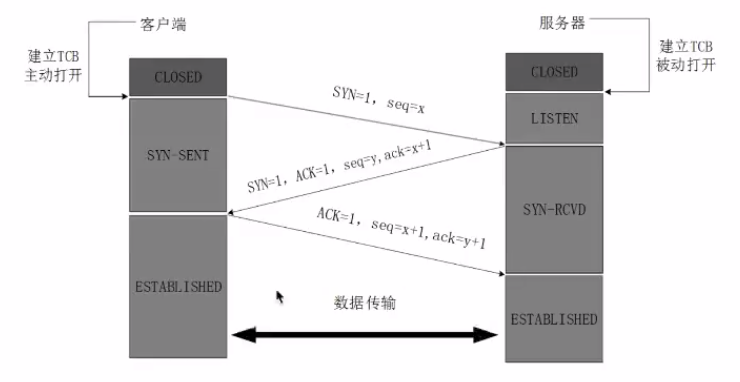 客户端
服务器
建立TCB
主动打开
建立TCB
被动打开
CLOSED
CLOSED
SYN=1, seq=x
LISTEN
SYN-SENT
SYN=1, ACK=1, seq=y,ack=x+1
SYN-RCVD
ACK=1, seq=x+1,ack=y+1
ESTABLISHED
数据传输
ESTABLISHED